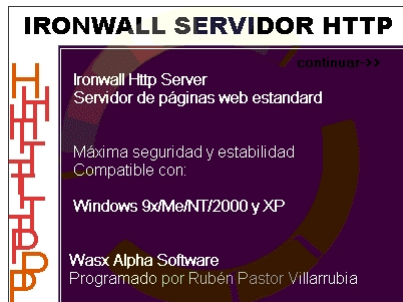 IRONWALL SERVIDOR HTTP
continuar->>
Ironwall Http Server
Servidor de páginas web estandard
Máxima seguridad y estabilidad
Compatible con:
Windows 9x/Me/NT/2000 y XP
Wasx Alpha Software
Programado por Rubén Pastor Villarrubia
HTTP